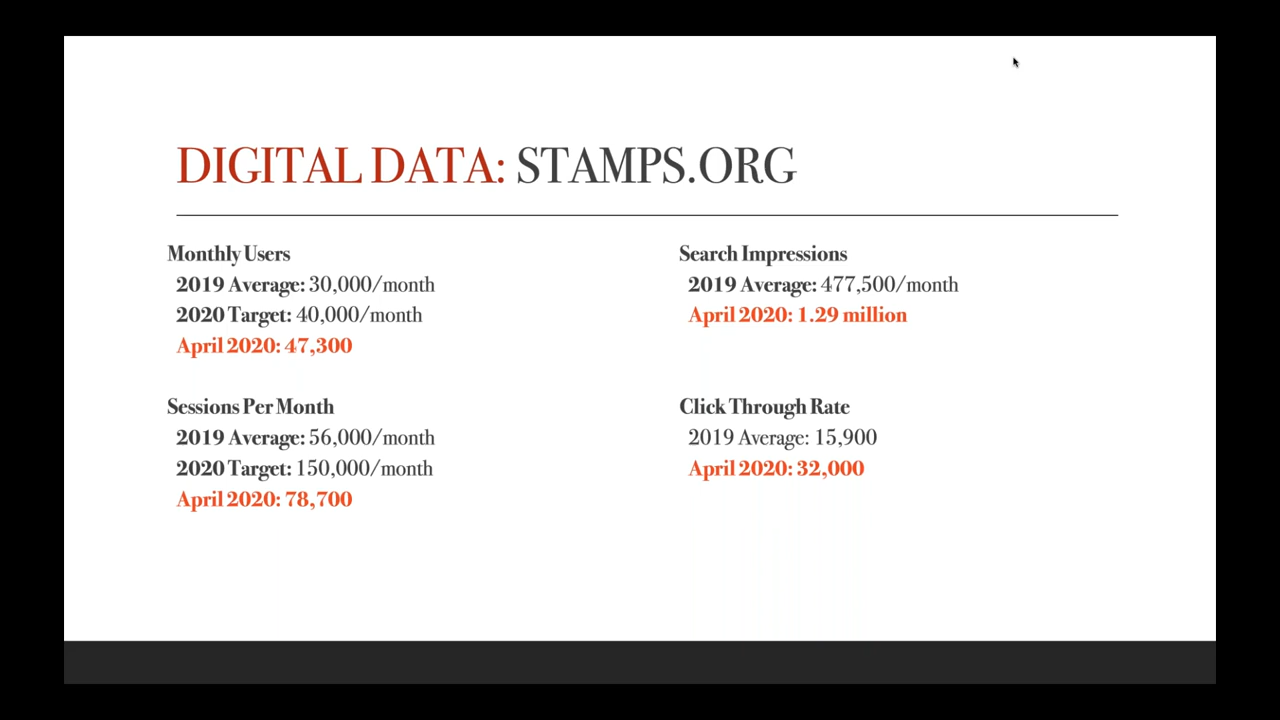 DIGITAL DATA: STAMPS.ORG
Monthly Users
2019 Average: 30,000/month
2020 Target: 40,000/month
April 2020: 47,300
Sessions Per Month
2019 Average: 56,000/month
2020 Target: 150,000/month
April 2020: 78,700
Search Impressions
2019 Average: 477,500/month
April 2020: 1.29 million
Click Through Rate
2019 Average: 15,900
April 2020: 32,000